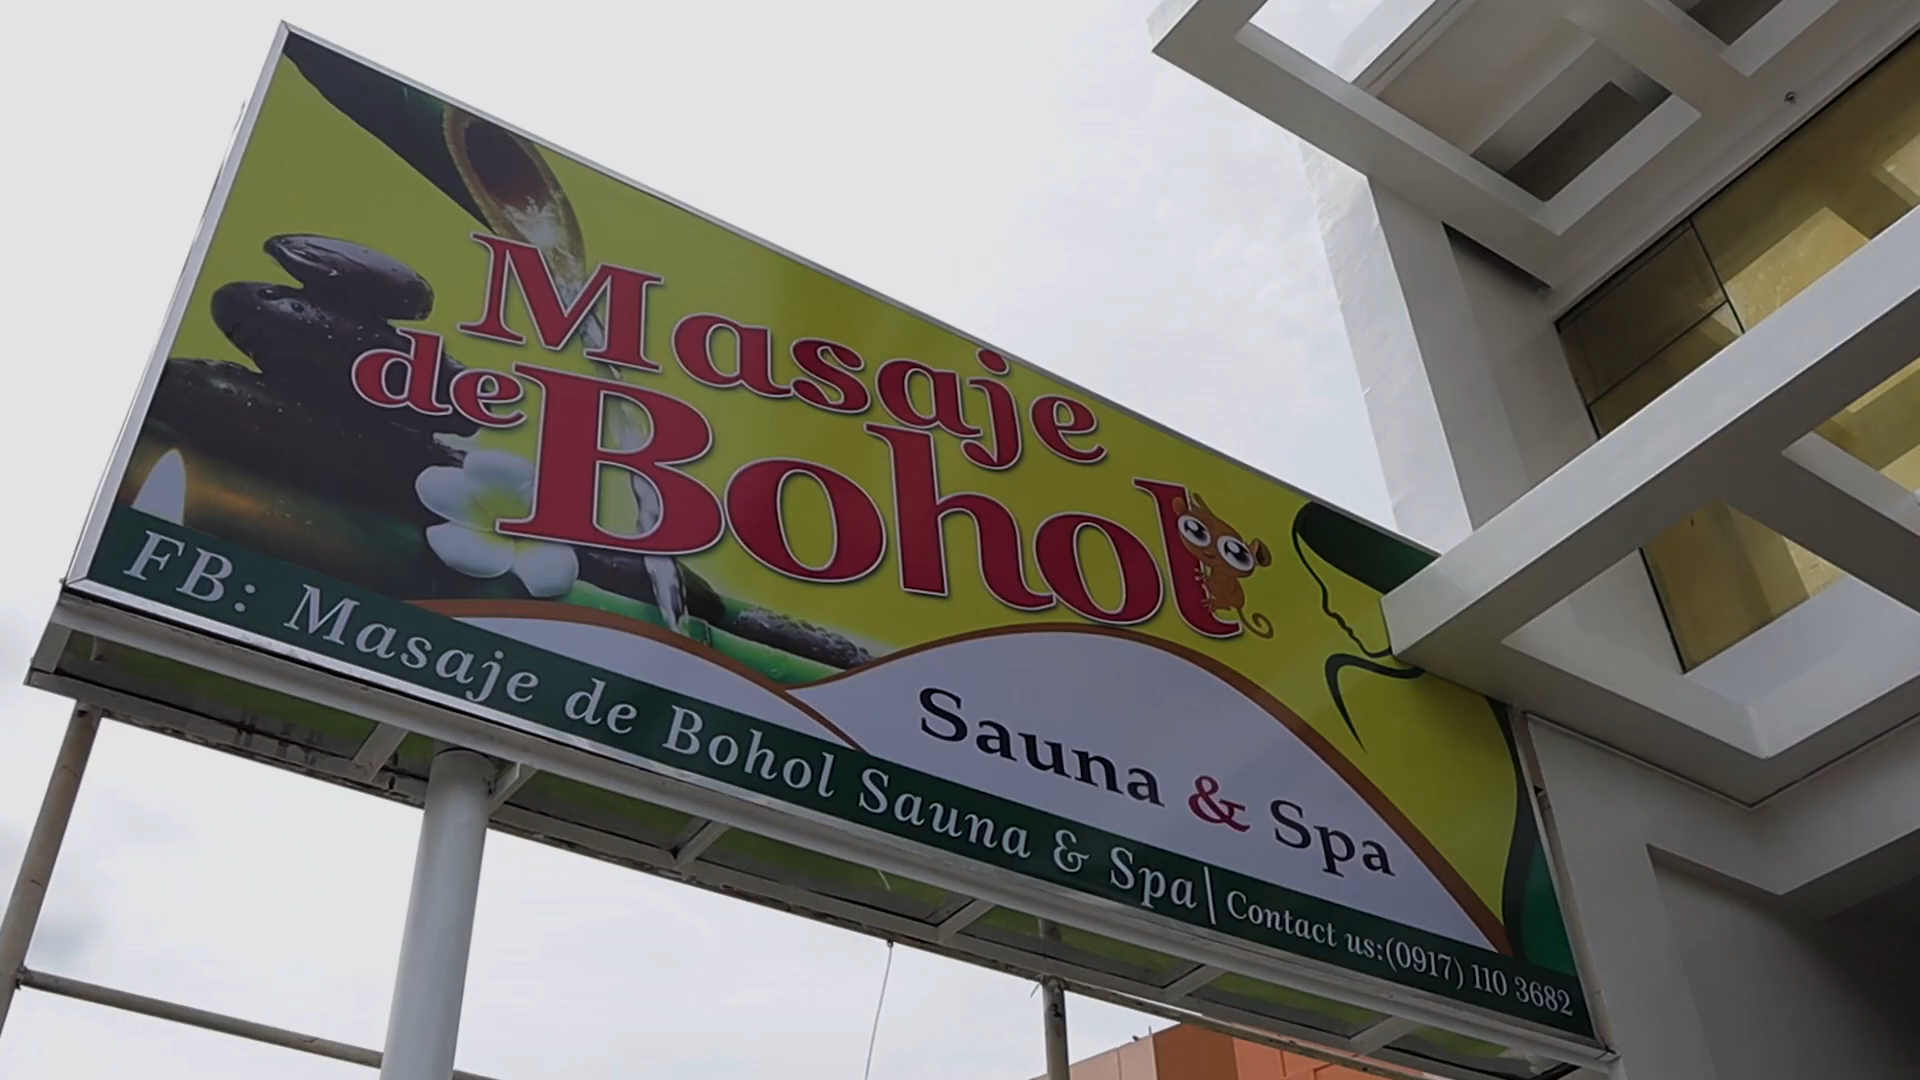 Masaje
de Bohol
Sauna & Spa
FB: Masaje de Bohol Sauna & Spa| Contact us:(0917) 110 3682